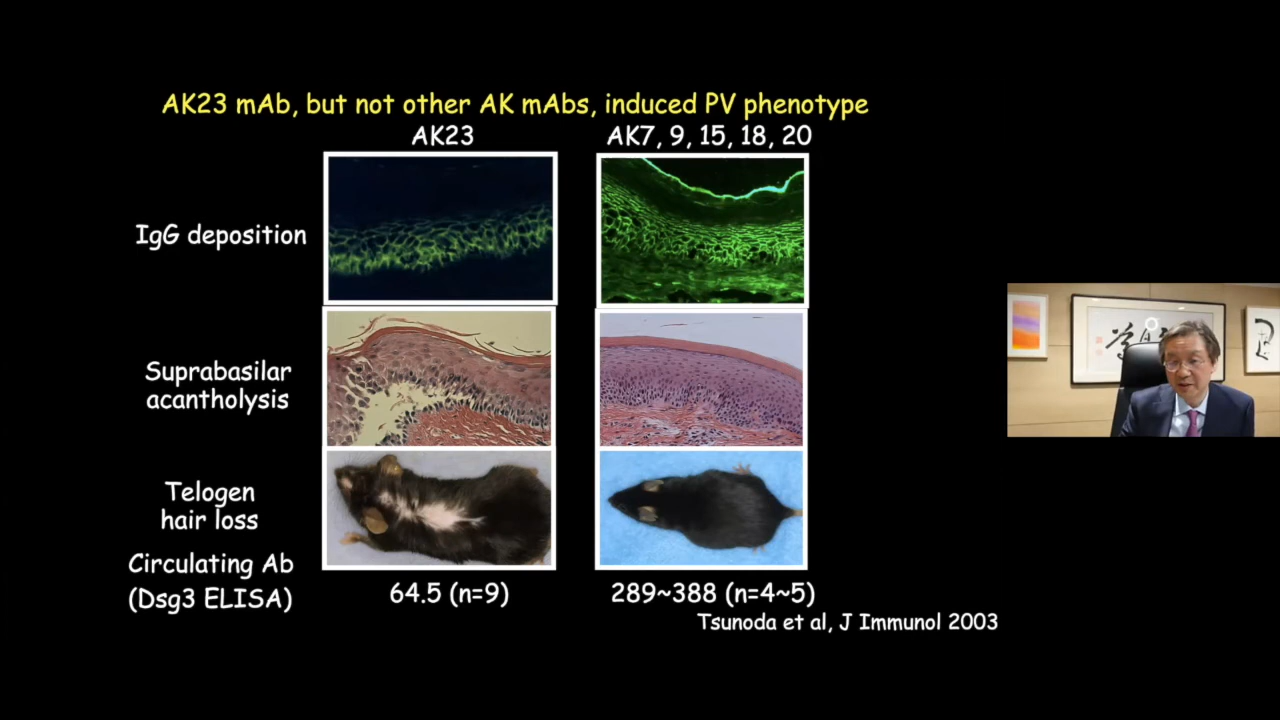 AK23 mAb, but not other AK mAbs, induced PV phenotype
AK23
AK7, 9, 15, 18, 20
IgG deposition
Suprabasilar
acantholysis
Telogen
hair loss
Circulating Ab
(Dsg3 ELISA)
64.5 (n=9)
289~388 (n=4~5)
Tsunoda et al, J Immunol 2003